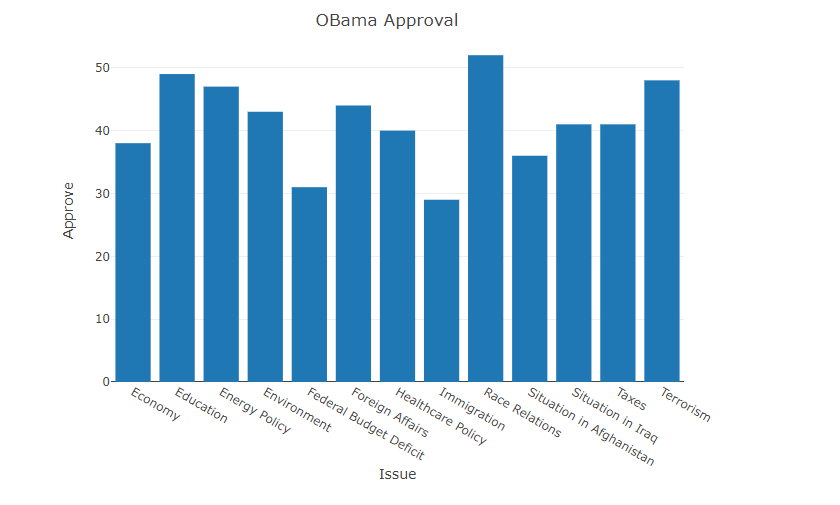 OBama Approval
Approve
50
40
30
20
10
0
Economy
Education
Energy Policy
Environment
Federal Budget Deficit
Foreign Affairs
Healthcare Policy
Immigration
Race Relations
Situation in Afghanistan
Situation in Iraq
Taxes
Terrorism
Issue